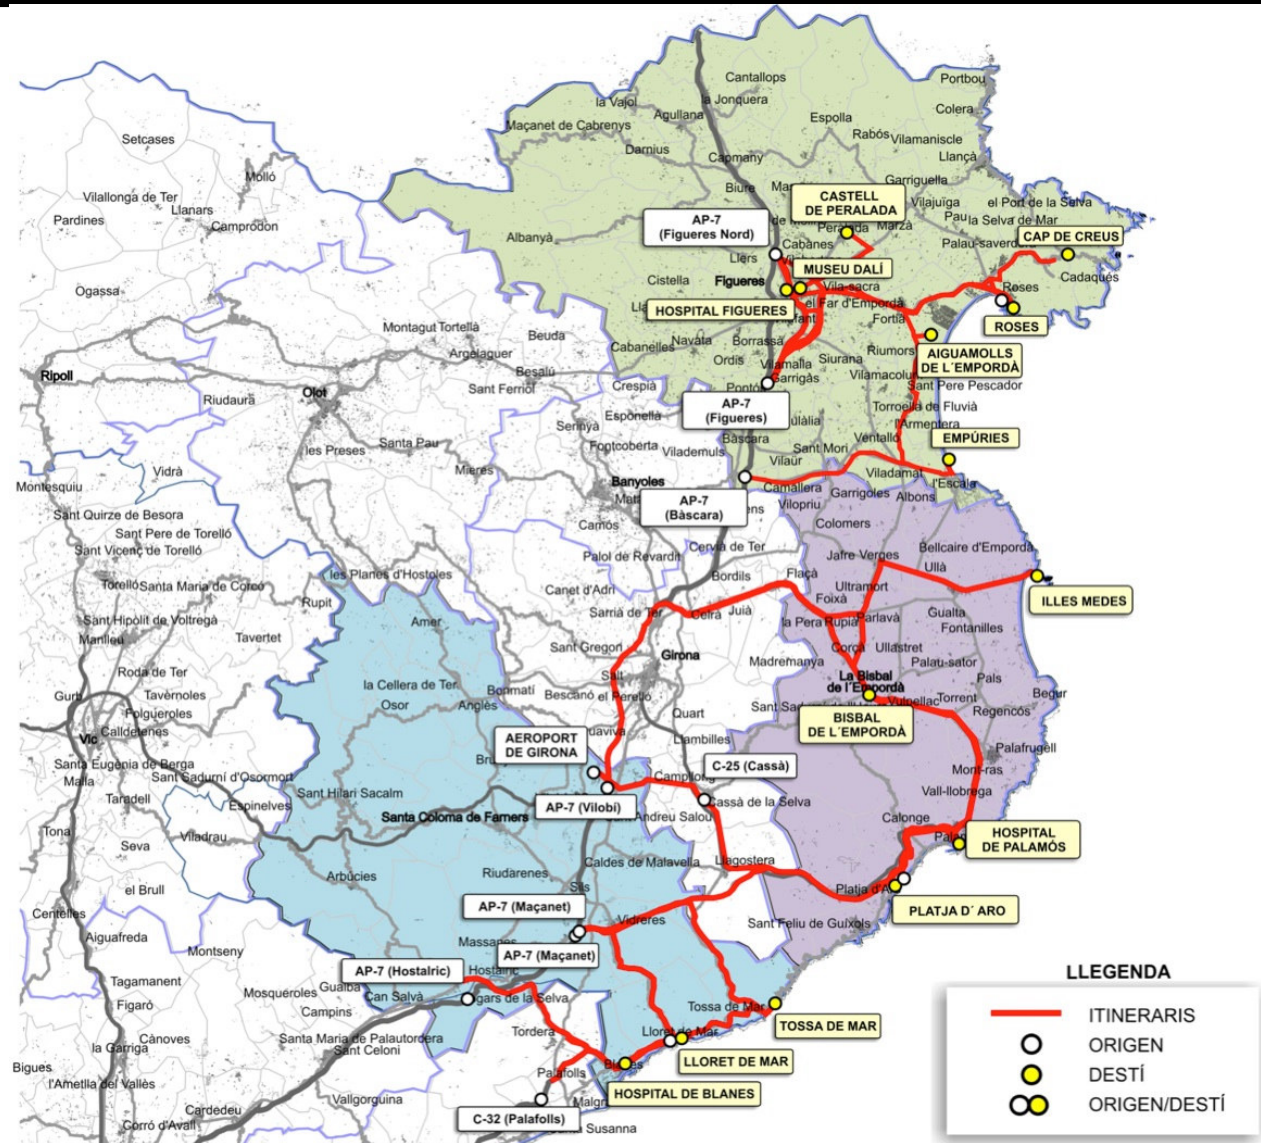 Cantallops
Portbou
la Vajol
la Jonquera
Colera
Agullana
Espolla
Maçanet de Cabrenys
Rabós
Vilamaniscle
Setcases
Darnius
Capmany
Llançà
Molló
Biure
Garriguella
Vilallonga de Ter
Llanars
CASTELL
DE PERALADA
Vilajuïga
el Port de la Selva
Pardines
Camprodon
AP-7
(Figueres Nord)
Peralada
Marzà
Pau
la Selva de Mar
Albanyà
Cabanes
Palau-saverdera
CAP DE CREUS
Llers
MUSEU DALÍ
Cadaqués
Ogassa
Cistella
Figueres
Vila-sacra
Roses
HOSPITAL FIGUERES
el Far d'Empordà
Fortià
ROSES
Montagut
Tortellà
Beuda
Navata
Borrassà
Argelaguer
Cabanelles
Ordis
Siurana
Riumors
AIGUAMOLLS
DE L´EMPORDÀ
Ripoll
Besalú
Vilamalla
Garrigàs
Vilamacolum
Olot
Sant Ferriol
Crespià
Pontós
Sant Pere Pescador
Riudaura
Esponellà
AP-7
(Figueres)
Torroella de Fluvià
Serinyà
l'Armentera
Santa Pau
Fontcoberta
Bàscara
Ventalló
EMPÚRIES
les Preses
Vilademuls
Sant Mori
Vidrà
Mieres
Vilaür
Viladamat
Montesquiu
Banyoles
Camallera
l'Escala
AP-7
(Bàscara)
Garrigoles
Albons
Vilopriu
Sant Quirze de Besora
Camós
Colomers
Sant Pere de Torelló
Sant Vicenç de Torelló
Palol de Revardit
Cervià de Ter
Jafre
Verges
Bellcaire d'Empordà
Bordils
Flaçà
Ullà
Torelló
Santa Maria de Corcó
les Planes d'Hostoles
Canet d'Adri
Ultramort
ILLES MEDES
Rupit
Foixà
Sarrià de Ter
Celrà
Juià
Gualta
Sant Hipòlit de Voltregà
Amer
la Pera
Rupià
Parlavà
Fontanilles
Manlleu
Tavertet
Sant Gregori
Girona
Corçà
Ullastret
Roda de Ter
Salt
Madremanya
Palau-sator
Gurb
Tavèrnoles
la Cellera de Ter
Bonmatí
Bescanó
el Perelló
La Bisbal
de l´Empordà
Pals
Begur
Folgueroles
Osor
Anglès
Vulpellac
Torrent
Regencós
Calldetenes
Quart
BISBAL
DE L´EMPORDÀ
Vic
AEROPORT
DE GIRONA
Llambilles
Palafrugell
Santa Eugènia de Berga
Malla
Sant Sadurní d'Osormort
Campllong
C-25 (Cassà)
Mont-ras
Taradell
Espinelves
Sant Hilari Sacalm
AP-7 (Vilobi)
Cassà de la Selva
Vall-llobrega
Santa Coloma de Farners
Sant Andreu Salou
Calonge
Tona
Viladrau
HOSPITAL
DE PALAMÓS
Seva
Caldes de Malavella
Llagostera
el Brull
Arbúcies
Riudarenes
Sils
Platja d'Aro
Centelles
AP-7 (Maçanet)
Vidreres
PLATJA D´ ARO
Sant Feliu de Guíxols
Aiguafreda
Montseny
Massanes
AP-7 (Maçanet)
AP-7 (Hostalric)
Hostalric
LLEGENDA
Tagamanent
Mosqueroles
Gualba
Can Salvà
Fogars de la Selva
Figaró
Campins
Tossa de Mar
ITINERARIS
Cànoves
Santa Maria de Palautordera
Tordera
Lloret de Mar
TOSSA DE MAR
ORIGEN
la Garriga
Sant Celoni
LLORET DE MAR
Bigues
Blanes
DESTÍ
l'Ametlla del Vallès
Palafolls
HOSPITAL DE BLANES
Vallgorguina
ORIGEN/DESTÍ
Cardedeu
C-32 (Palafolls)
Corró d'Avall
Santa Susanna